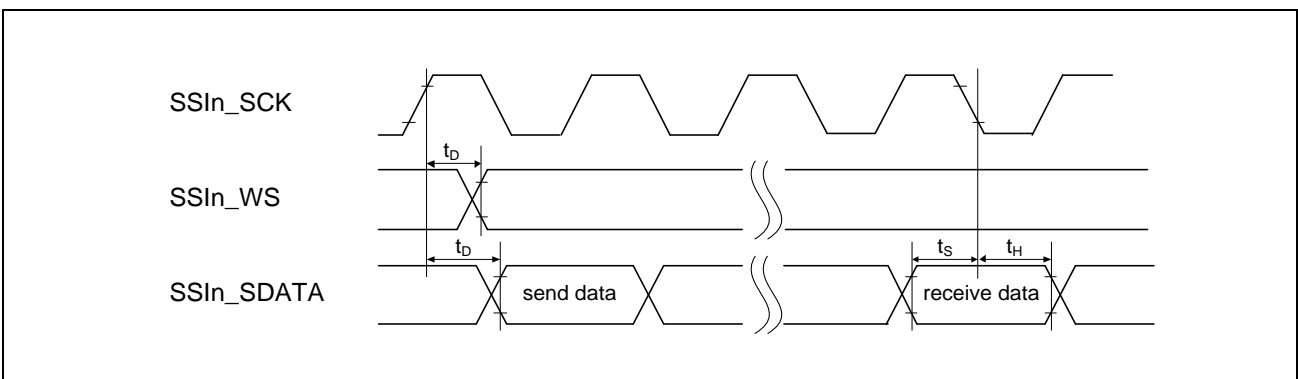 SSIn_SCK
tD
SSIn_WS
tD
tS
tH
SSIn_SDATA
send data
receive data